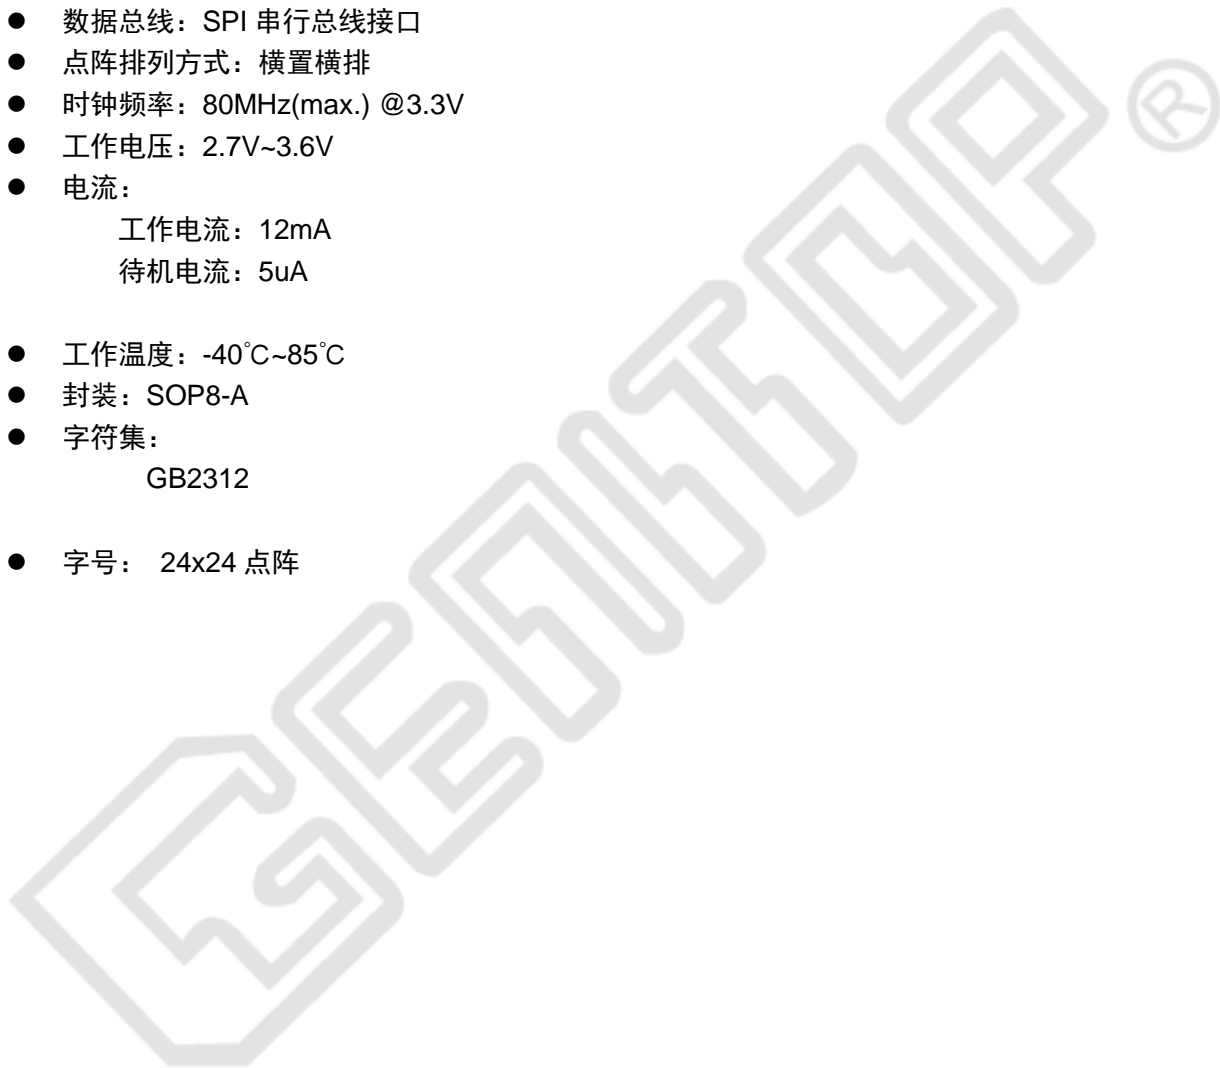 ● 数据总线：SPI 串行总线接口
● 点阵排列方式：横置横排
● 时钟频率：80MHz(max.) @3.3V
● 工作电压：2.7V~3.6V
● 电流：
工作电流：12mA
待机电流：5uA
● 工作温度：-40℃~85℃
● 封装：SOP8-A
● 字符集：
GB2312
● 字号： 24x24 点阵
GENITOP®